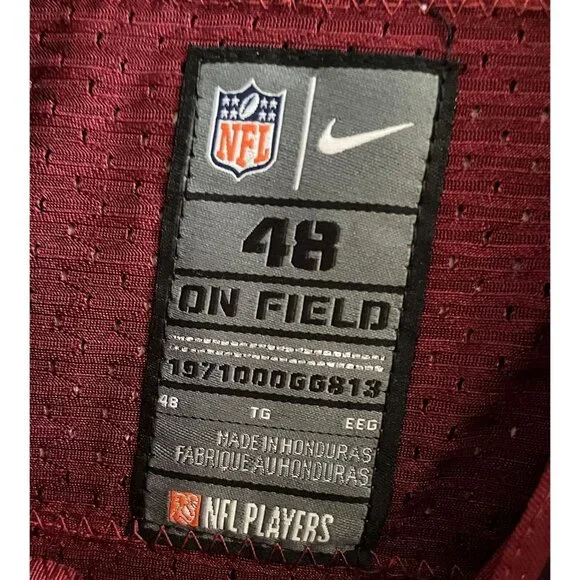 NFL
48
ON FIELD
1971000GG813
48 TG EEG
MADE IN HONDURAS
FABRIQUE AU HONDURAS
NFL PLAYERS